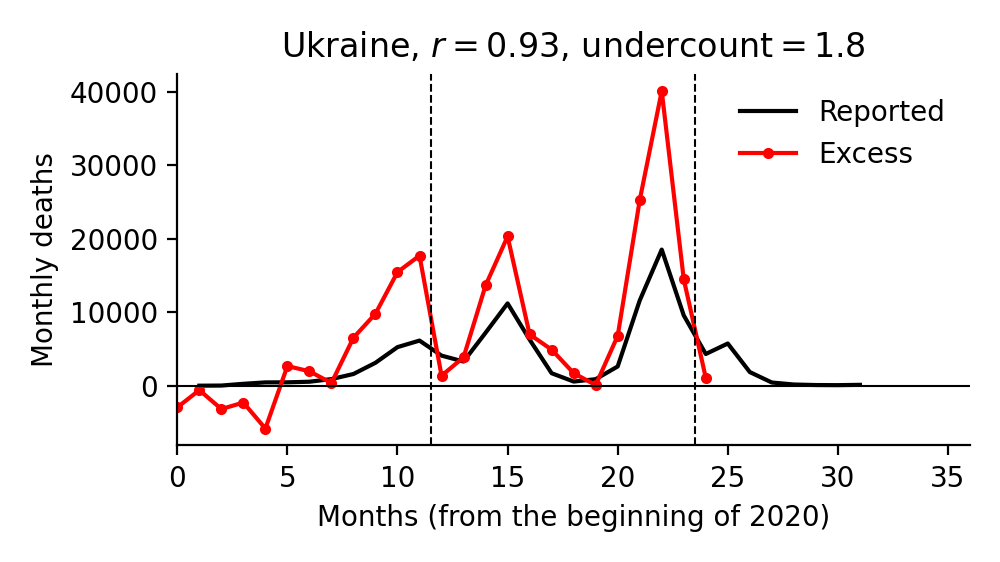 Ukraine, r = 0.93, undercount = 1.8
40000
30000
20000
10000
0
Monthly deaths
Reported
Excess
0 5 10 15 20 25 30 35
Months (from the beginning of 2020)